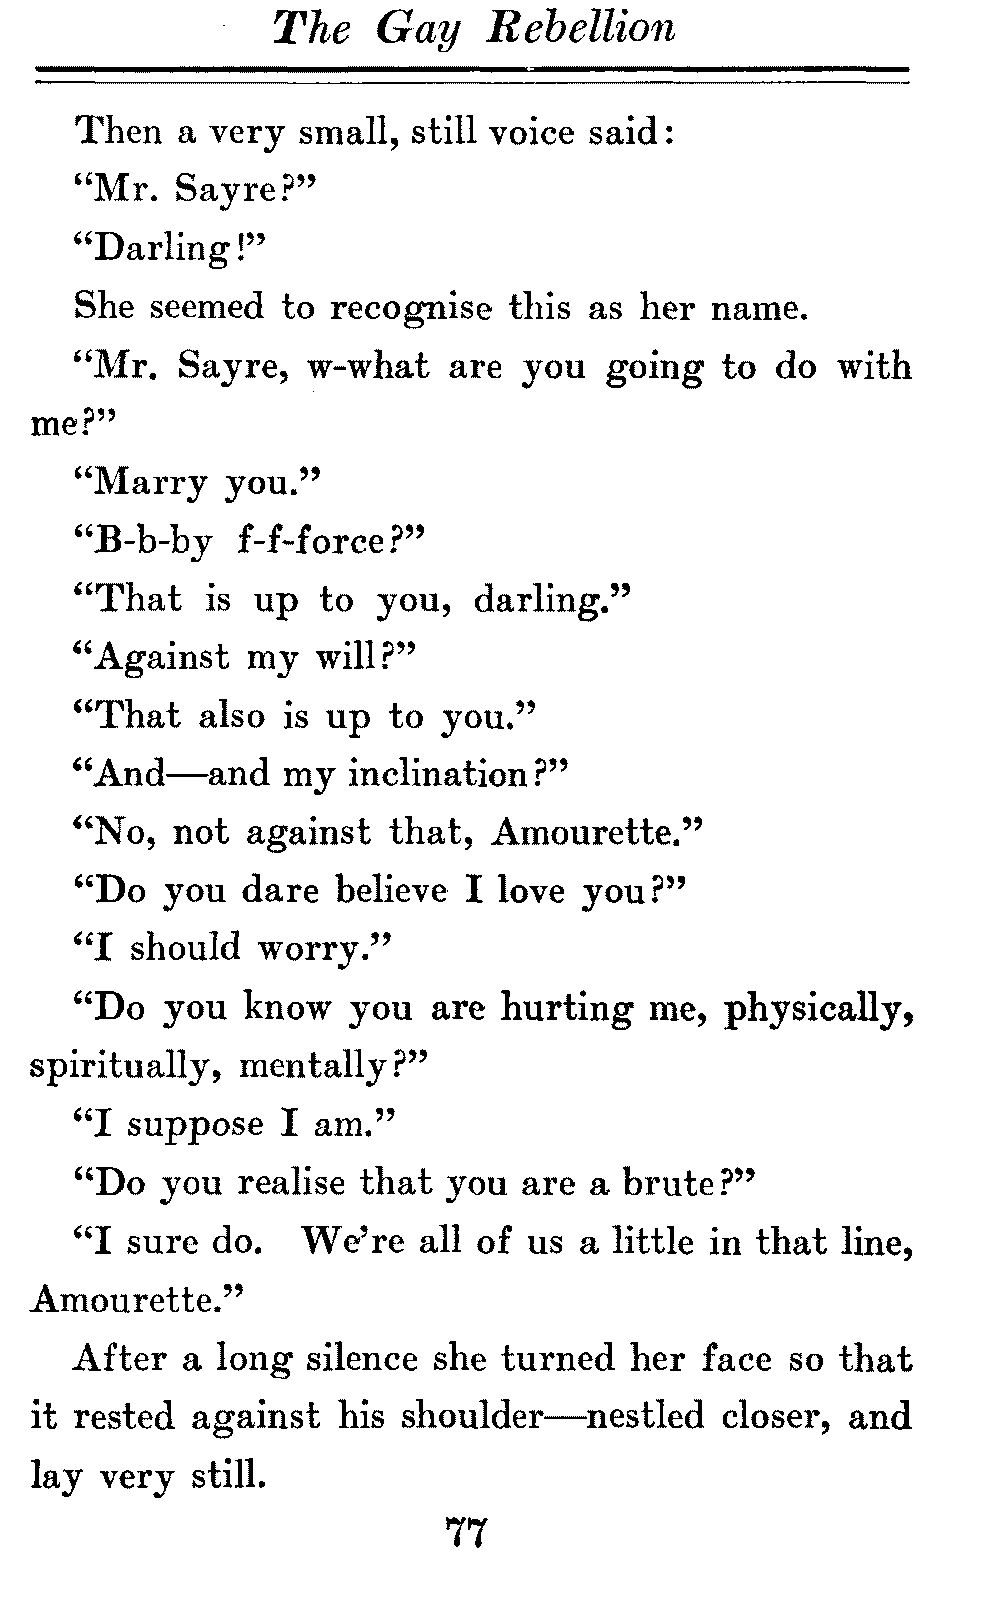 The Gay Rebellion
Then a very small, still voice said:
“Mr. Sayre?”
“Darling!”
She seemed to recognise this as her name.
“Mr. Sayre, w-what are you going to do with
me?”
“Marry you.”
“B-b-by f-f-force?”
“That is up to you, darling.”
“Against my will?”
“That also is up to you.”
“And—and my inclination?”
“No, not against that, Amourette.”
“Do you dare believe I love you?”
“I should worry.”
“Do you know you are hurting me, physically,
spiritually, mentally?”
“I suppose I am.”
“Do you realise that you are a brute?”
“I sure do. We’re all of us a little in that line,
Amourette.”
After a long silence she turned her face so that
it rested against his shoulder—nestled closer, and
lay very still.
77